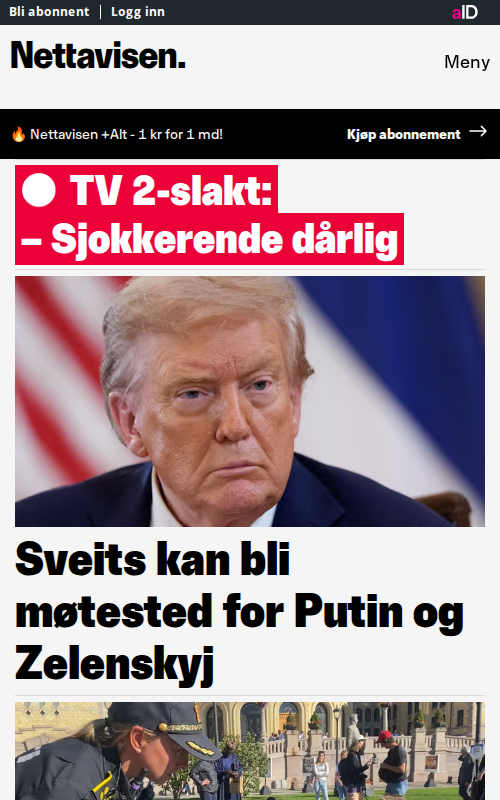 Bli abonnent | Logg inn
aID
Nettavisen.
Meny
🔥 Nettavisen +Alt - 1 kr for 1 md!
Kjøp abonnement →
TV 2-slakt:
– Sjokkerende dårlig
Sveits kan bli
møtested for Putin og
Zelenskyj